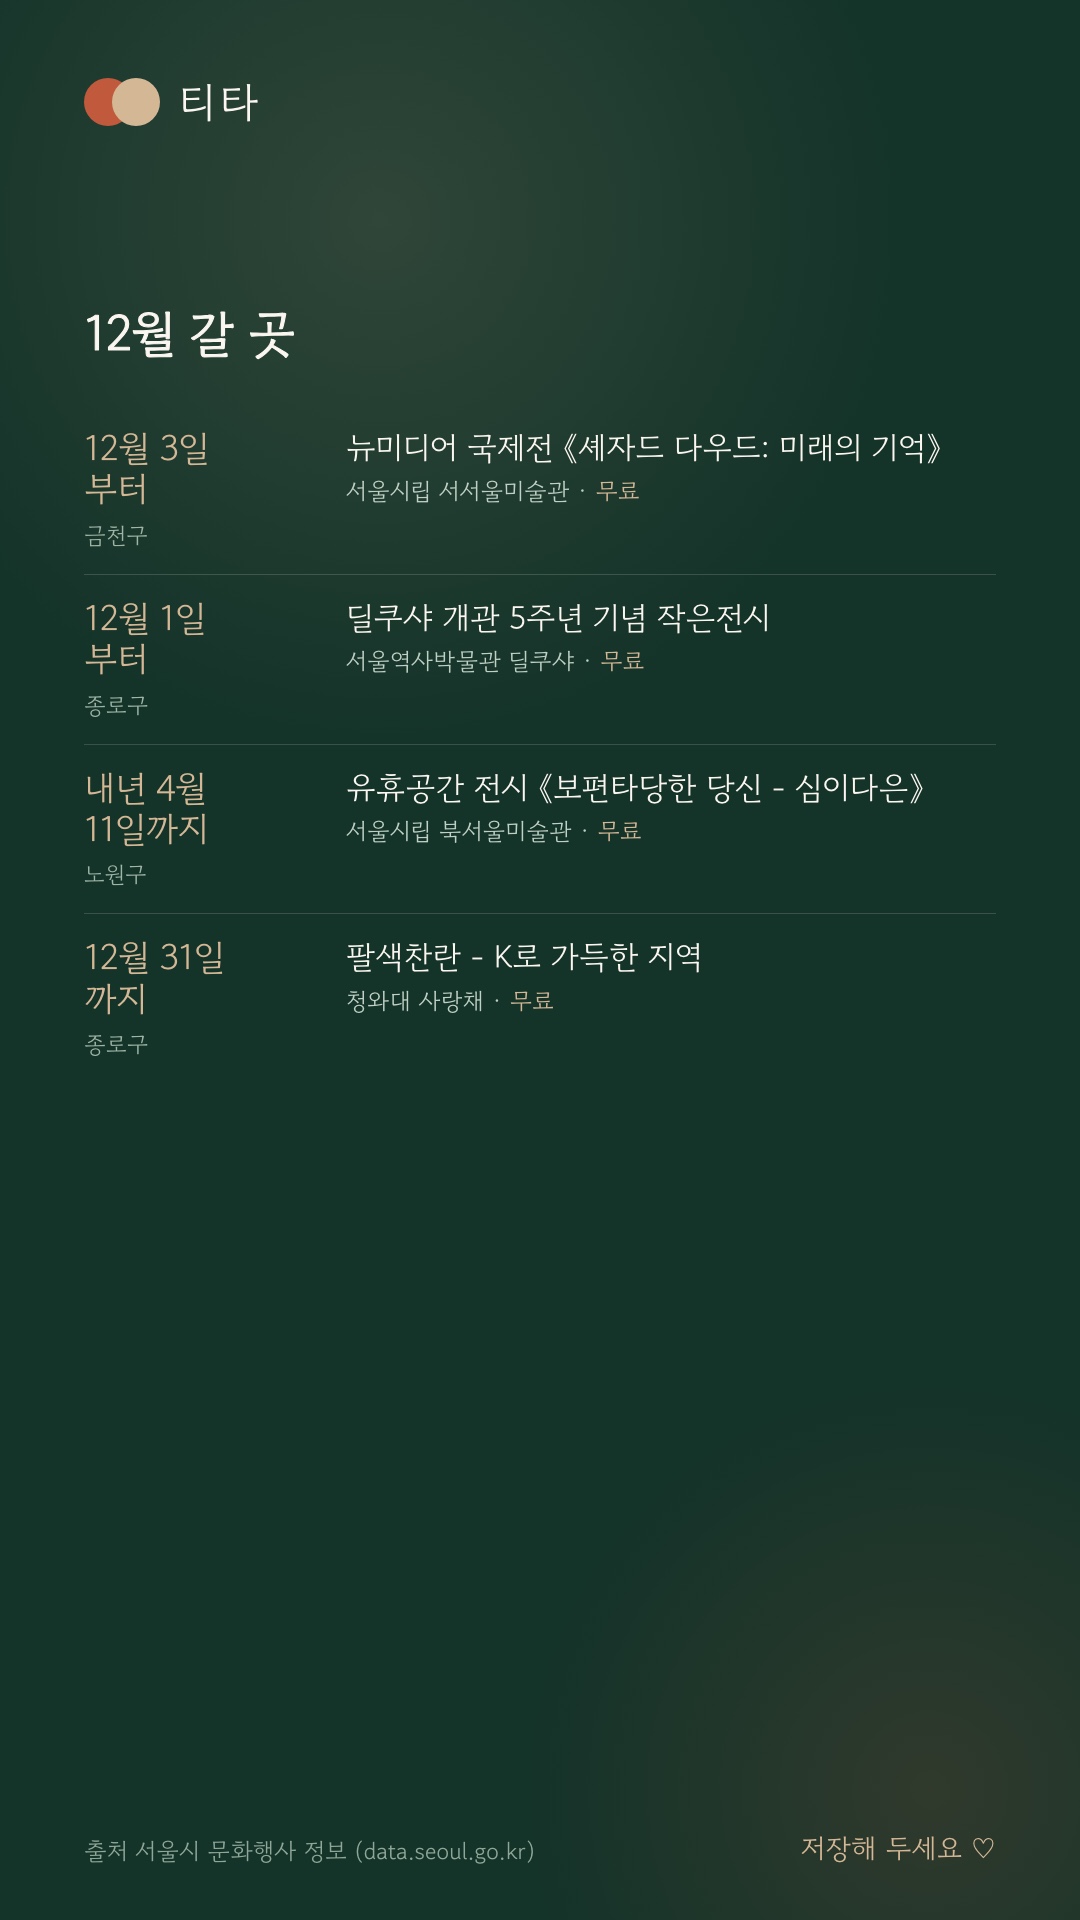 티타
12월 갈 곳
12월 3일
부터
금천구
뉴미디어 국제전 《셰자드 다우드: 미래의 기억》
서울시립 서서울미술관 · 무료
12월 1일
부터
종로구
딜쿠샤 개관 5주년 기념 작은전시
서울역사박물관 딜쿠샤 · 무료
내년 4월
11일까지
노원구
유휴공간 전시 《보편타당한 당신 - 심이다은》
서울시립 북서울미술관 · 무료
12월 31일
까지
종로구
팔색찬란 - K로 가득한 지역
청와대 사랑채 · 무료
출처 서울시 문화행사 정보 (data.seoul.go.kr)
저장해 두세요 ♡